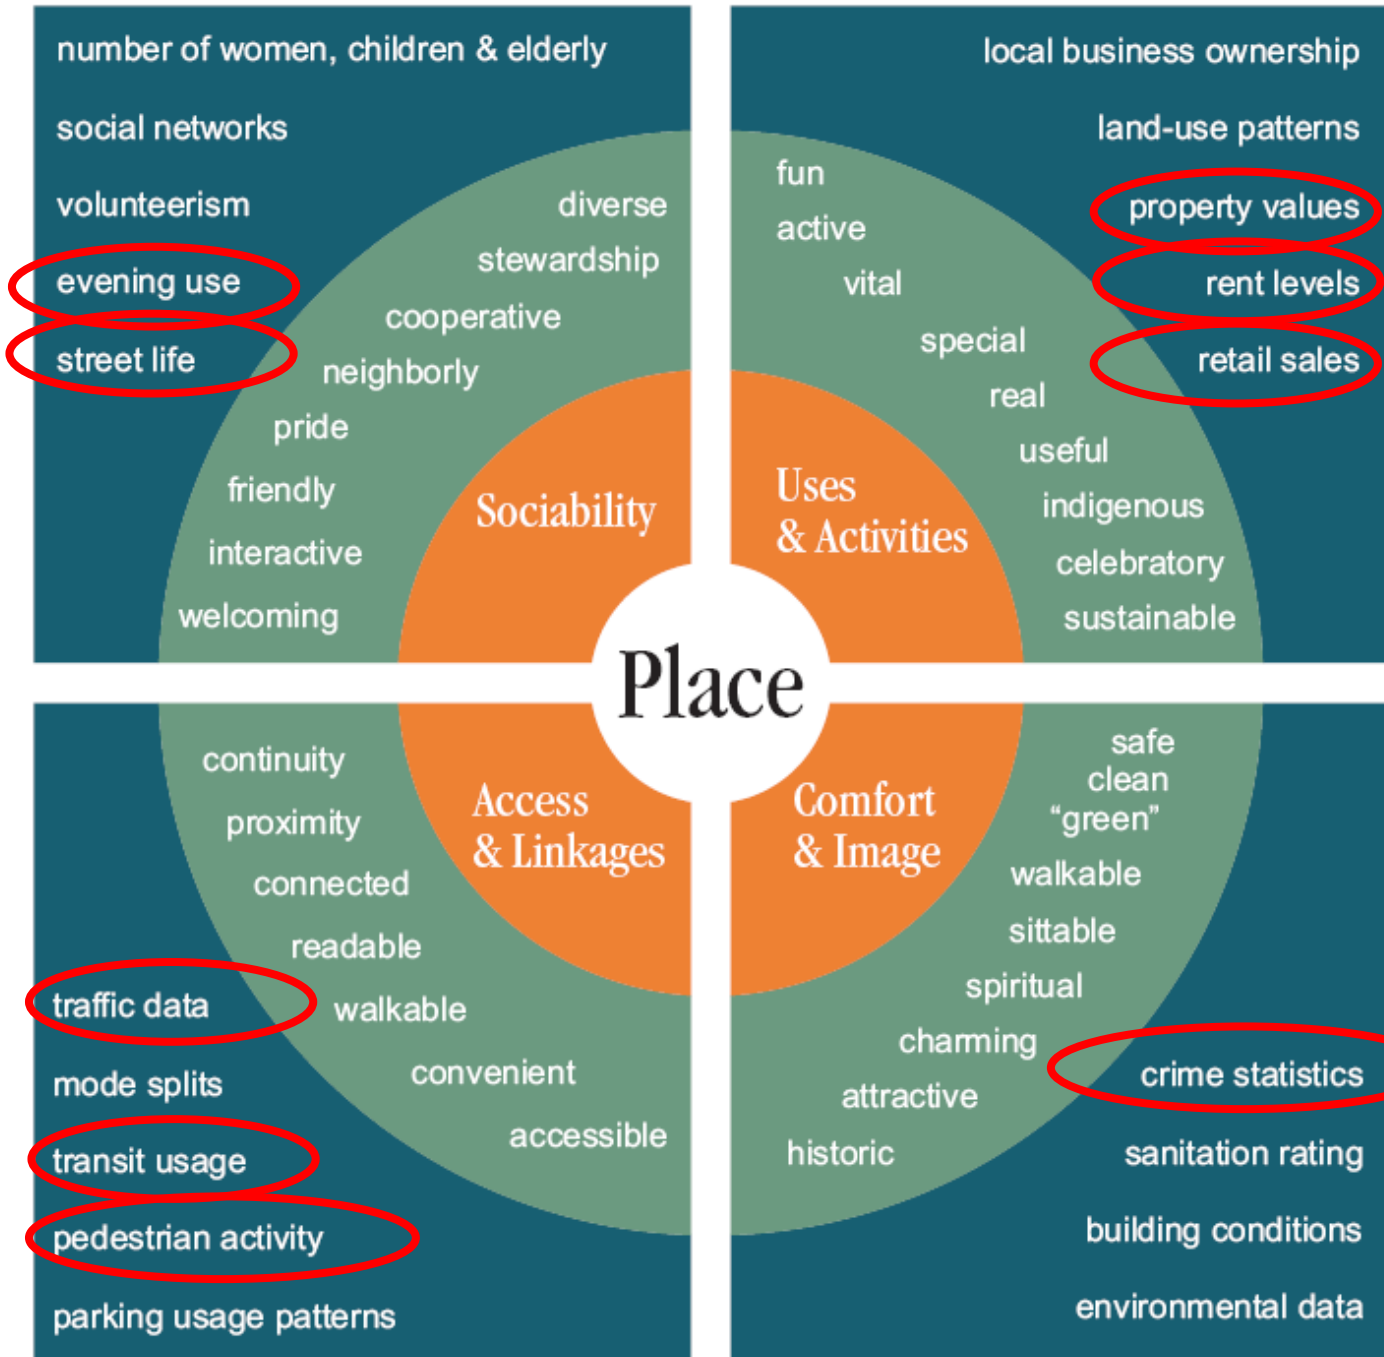 number of women, children & elderly
social networks
volunteerism
evening use
street life
diverse
stewardship
cooperative
neighborly
pride
friendly
interactive
welcoming
Sociability
local business ownership
land-use patterns
property values
rent levels
retail sales
fun
active
vital
special
real
useful
indigenous
celebratory
sustainable
Uses
& Activities
Place
continuity
proximity
connected
readable
walkable
convenient
accessible
Access
& Linkages
traffic data
mode splits
transit usage
pedestrian activity
parking usage patterns
Comfort
& Image
safe
clean
“green”
walkable
sittable
spiritual
charming
attractive
historic
crime statistics
sanitation rating
building conditions
environmental data